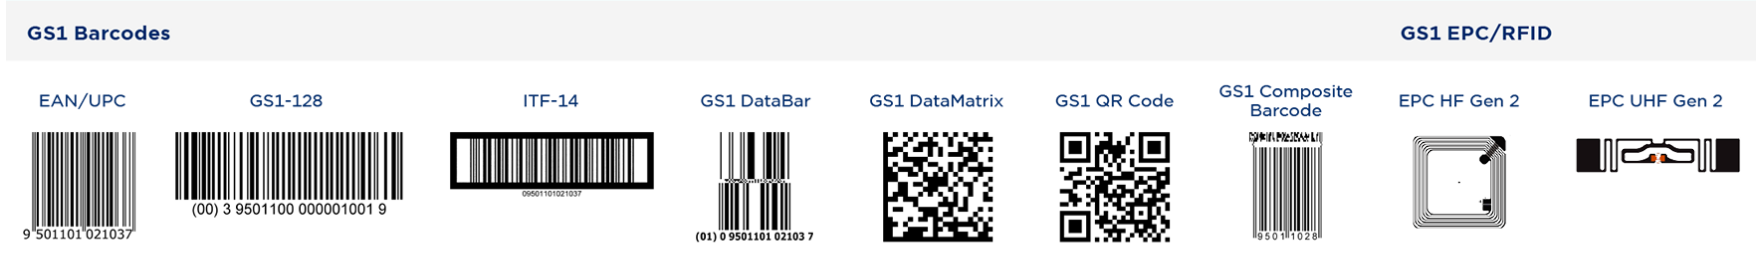 GS1 Barcodes
GS1 EPC/RFID
EAN/UPC
GS1-128
ITF-14
GS1 DataBar
GS1 DataMatrix
GS1 QR Code
GS1 Composite
Barcode
EPC HF Gen 2
EPC UHF Gen 2
9 501101 021037
(00) 3 9501100 000001001 9
09501101021037
(01) 0 9501101 02103 7
9501 1028